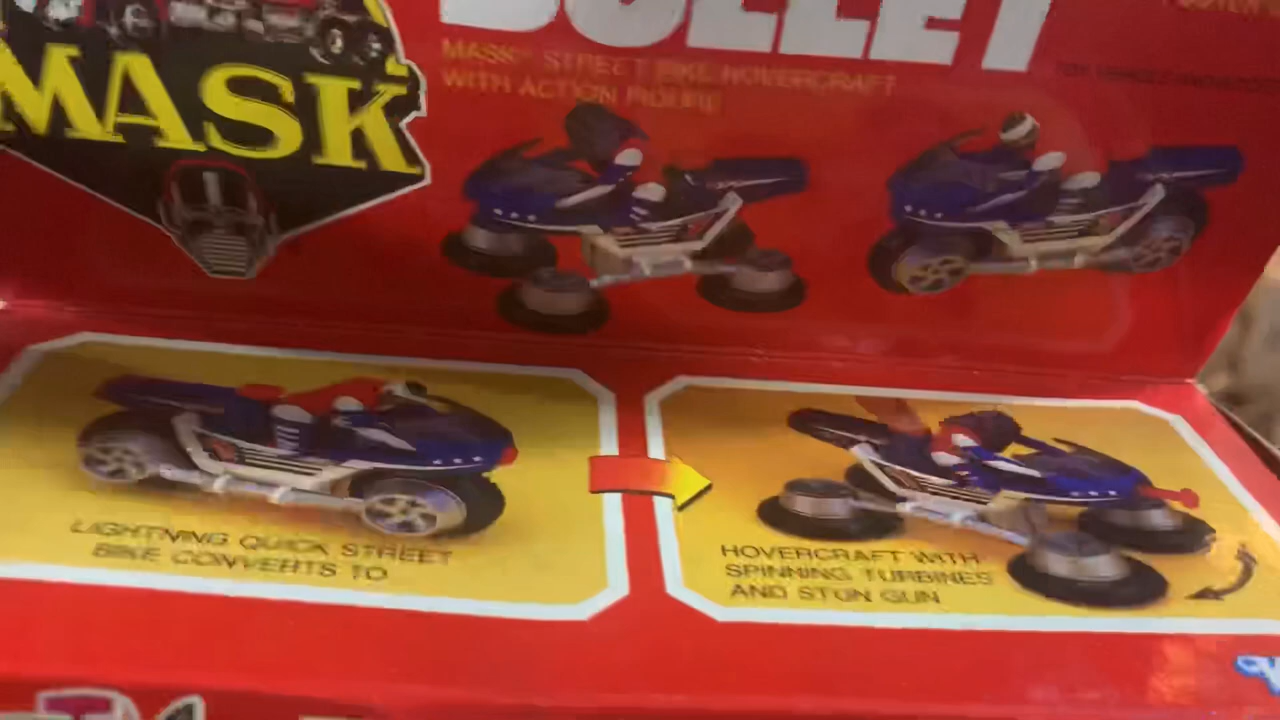 MASK
BULLET
MASK STREET BIKE HOVERCRAFT
WITH ACTION FIGURE
LIGHTNING QUICK STREET
BIKE CONVERTS TO
HOVERCRAFT WITH
SPINNING TURBINES
AND STUN GUN